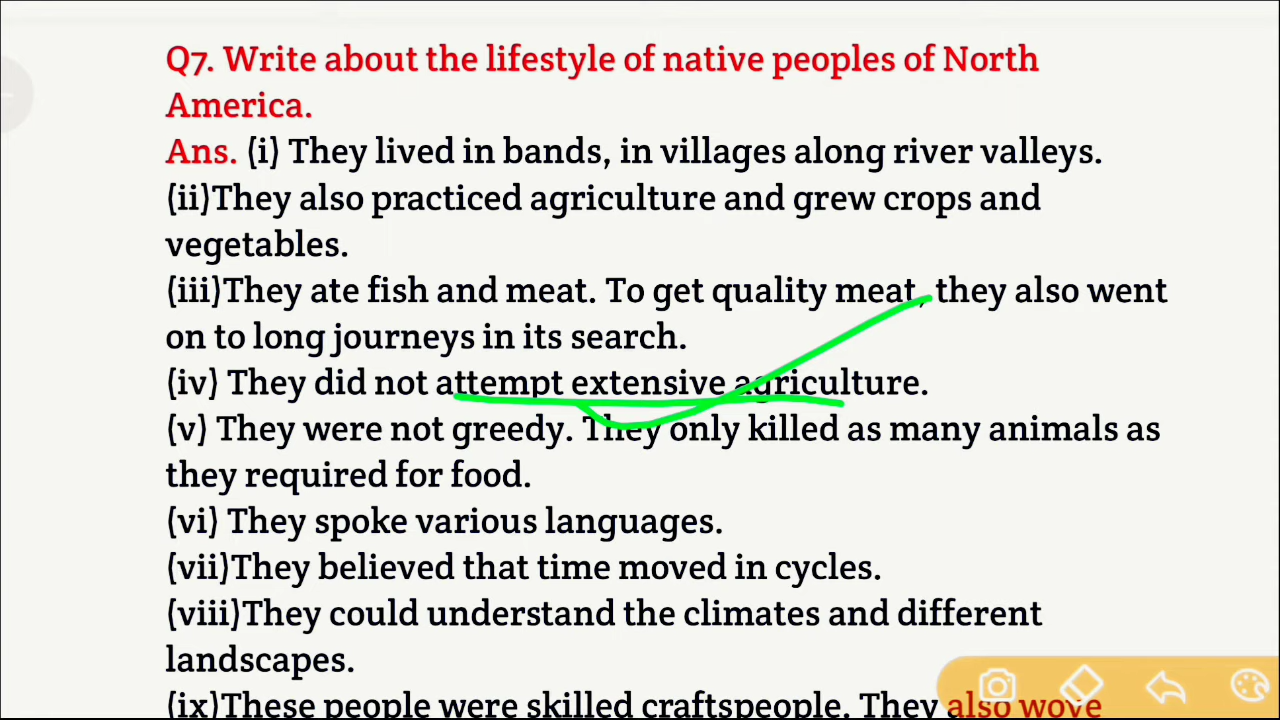 Q7. Write about the lifestyle of native peoples of North
America.
Ans. (i) They lived in bands, in villages along river valleys.
(ii)They also practiced agriculture and grew crops and
vegetables.
(iii)They ate fish and meat. To get quality meat, they also went
on to long journeys in its search.
(iv) They did not attempt extensive agriculture.
(v) They were not greedy. They only killed as many animals as
they required for food.
(vi) They spoke various languages.
(vii)They believed that time moved in cycles.
(viii)They could understand the climates and different
landscapes.
(ix)These people were skilled craftspeople. They also wove